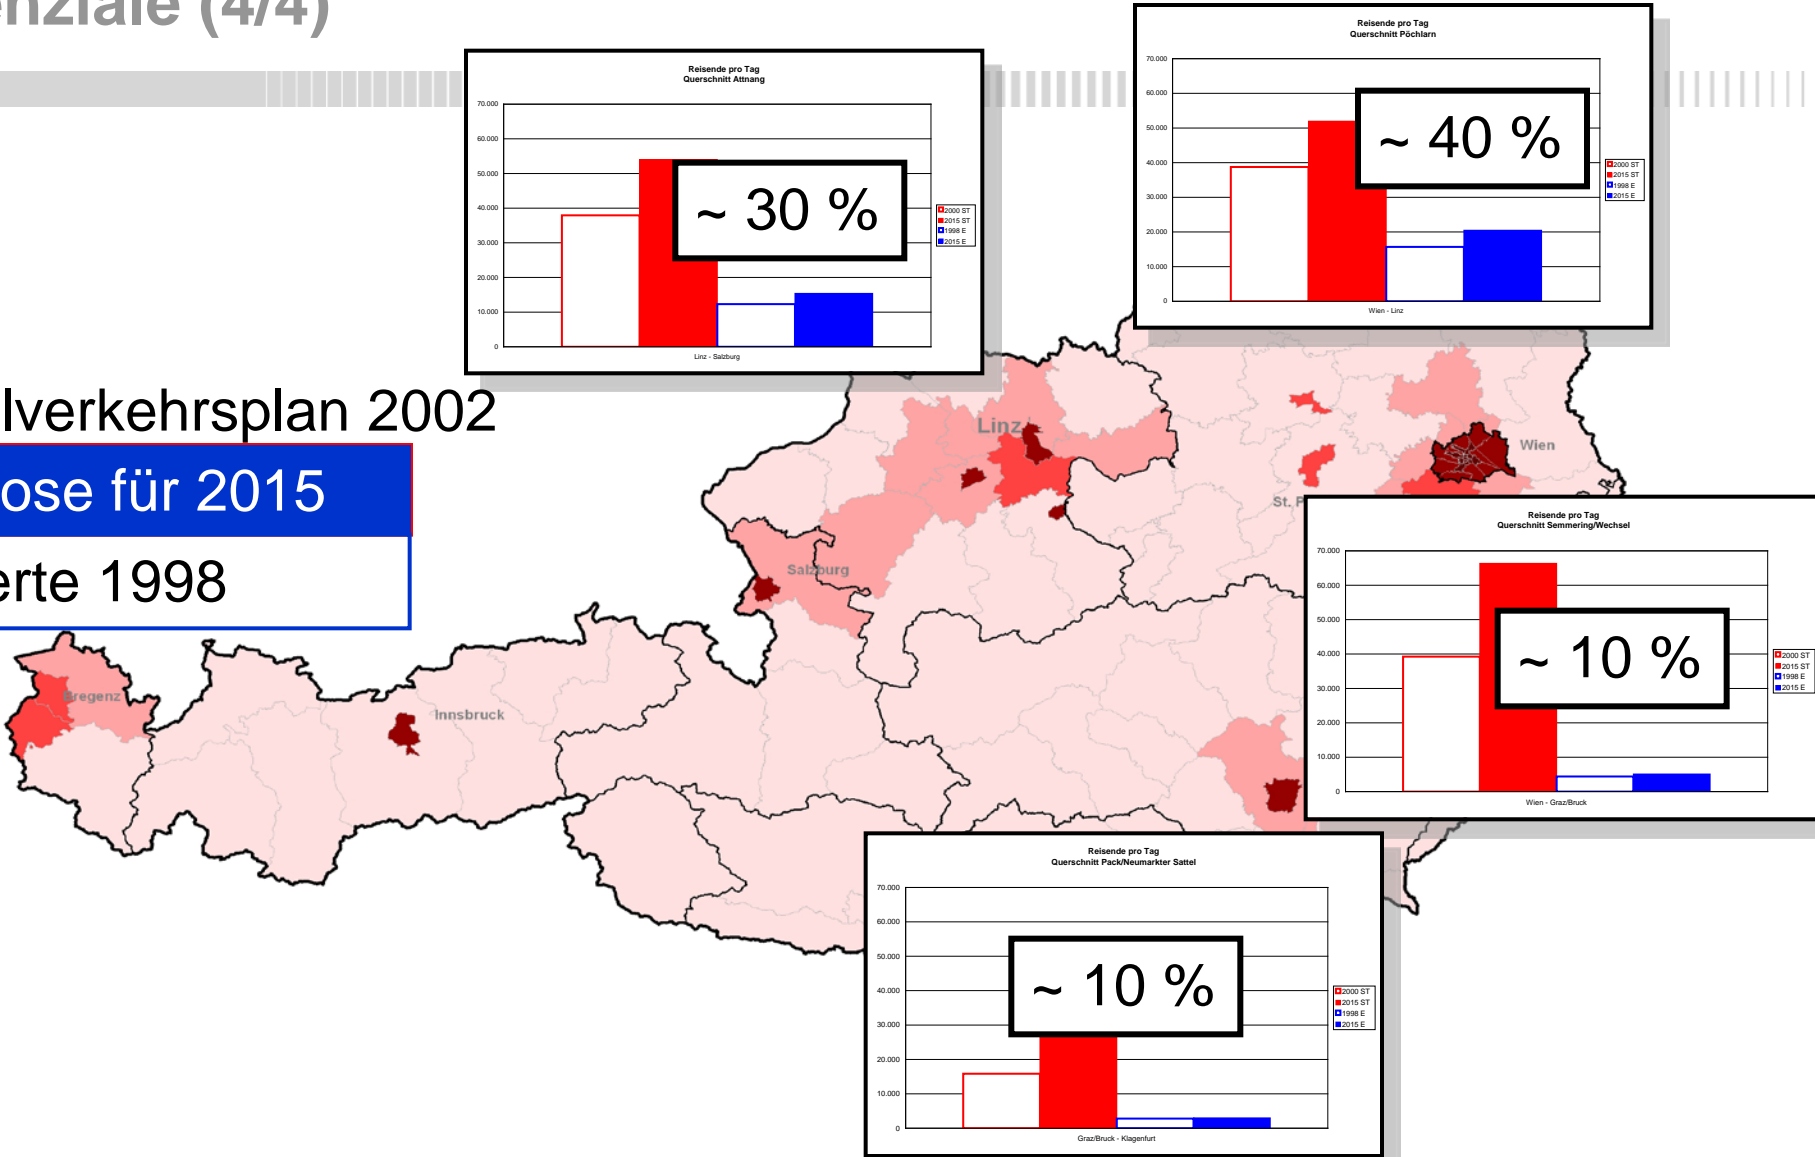 enziale (4/4)
Reisende pro Tag
Querschnitt Attnang
70.000
60.000
50.000
40.000
30.000
20.000
10.000
0
~ 30 %
2000 ST
2015 ST
1998 E
2015 E
Linz - Salzburg
Reisende pro Tag
Querschnitt Pöchlarn
70.000
60.000
50.000
40.000
30.000
20.000
10.000
0
~ 40 %
2000 ST
2015 ST
1998 E
2015 E
Wien - Linz
lverkehrsplan 2002
ose für 2015
erte 1998
Linz
Wien
St. P
Salzburg
Bregenz
Innsbruck
Reisende pro Tag
Querschnitt Semmering/Wechsel
70.000
60.000
50.000
40.000
30.000
20.000
10.000
0
~ 10 %
2000 ST
2015 ST
1998 E
2015 E
Wien - Graz/Bruck
Reisende pro Tag
Querschnitt Pack/Neumarkter Sattel
70.000
60.000
50.000
40.000
30.000
20.000
10.000
0
~ 10 %
2000 ST
2015 ST
1998 E
2015 E
Graz/Bruck - Klagenfurt